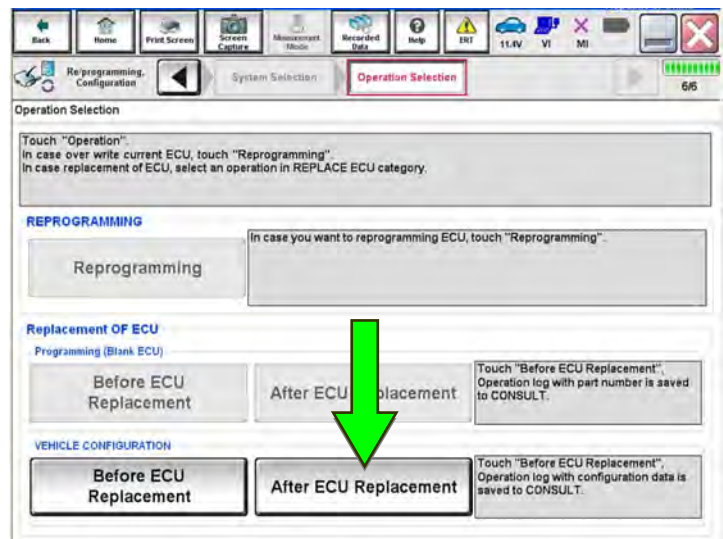 Back
Home
Print Screen
Screen
Capture
Measurement
Mode
Recorded
Data
Help
ERT
11.4V
VI
MI
Re/programming,
Configuration
System Selection
Operation Selection
6/6
Operation Selection
Touch "Operation".
In case over write current ECU, touch "Reprogramming".
In case replacement of ECU, select an operation in REPLACE ECU category.
REPROGRAMMING
Reprogramming
In case you want to reprogramming ECU, touch "Reprogramming".
Replacement OF ECU
Programming (Blank ECU)
Before ECU
Replacement
After ECU placement
Touch "Before ECU Replacement",
Operation log with part number is saved
to CONSULT.
VEHICLE CONFIGURATION
Before ECU
Replacement
After ECU Replacement
Touch "Before ECU Replacement",
Operation log with configuration data is
saved to CONSULT.